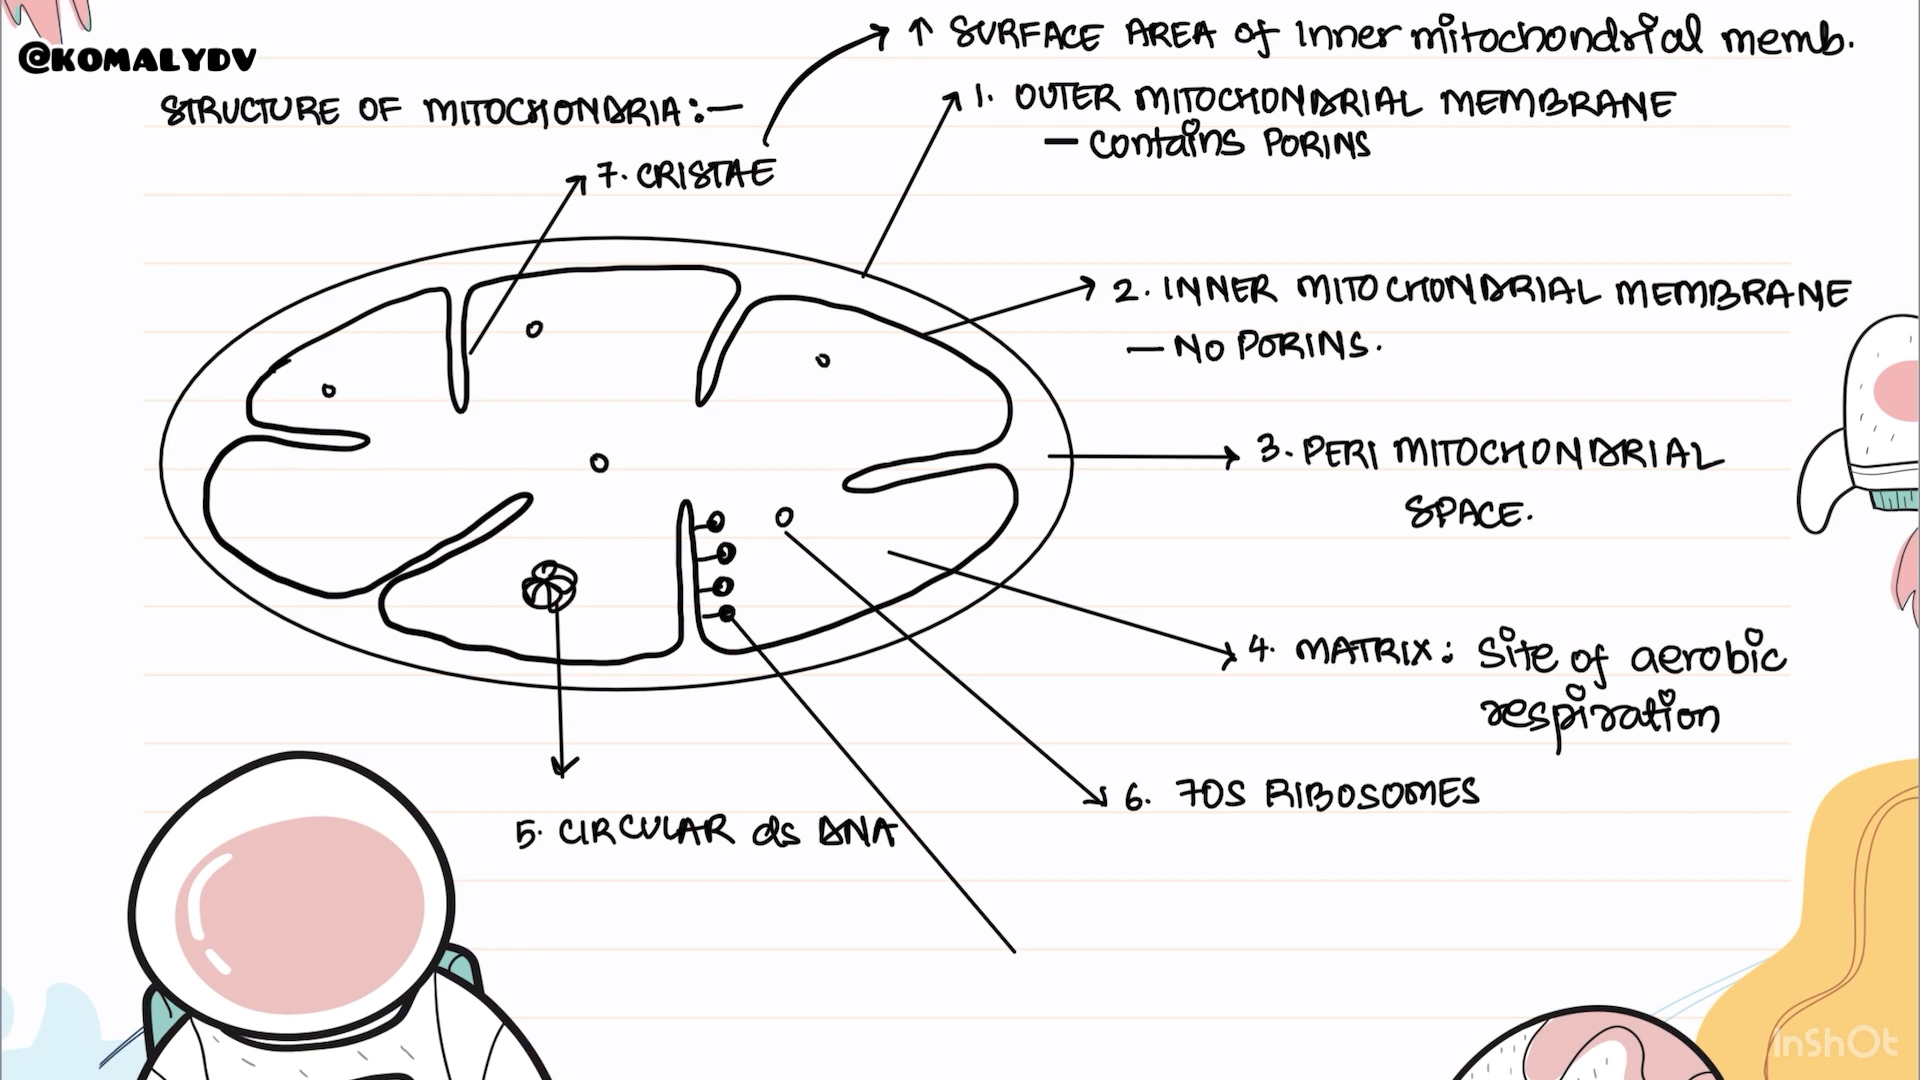 @KOMALYDV
↑ SURFACE AREA of Inner mitochondrial memb.
STRUCTURE OF MITOCHONDRIA:—
1. OUTER MITOCHONDRIAL MEMBRANE
— Contains PORINS
7. CRISTAE
2. INNER MITOCHONDRIAL MEMBRANE
— NO PORINS.
3. PERI MITOCHONDRIAL
SPACE.
4. MATRIX: Site of aerobic
respiration
6. 70S RIBOSOMES
5. CIRCULAR ds DNA
InShOt